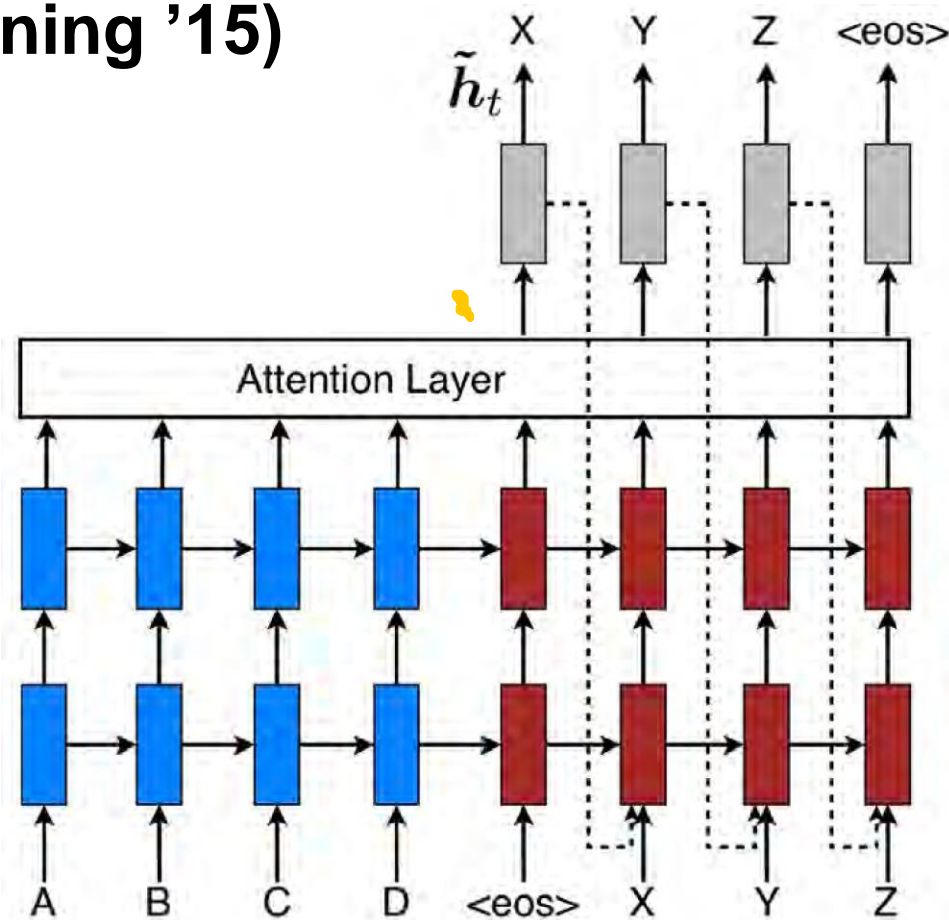 ning ’15)
X Y Z <eos>
h̃t
Attention Layer
A B C D <eos> X Y Z